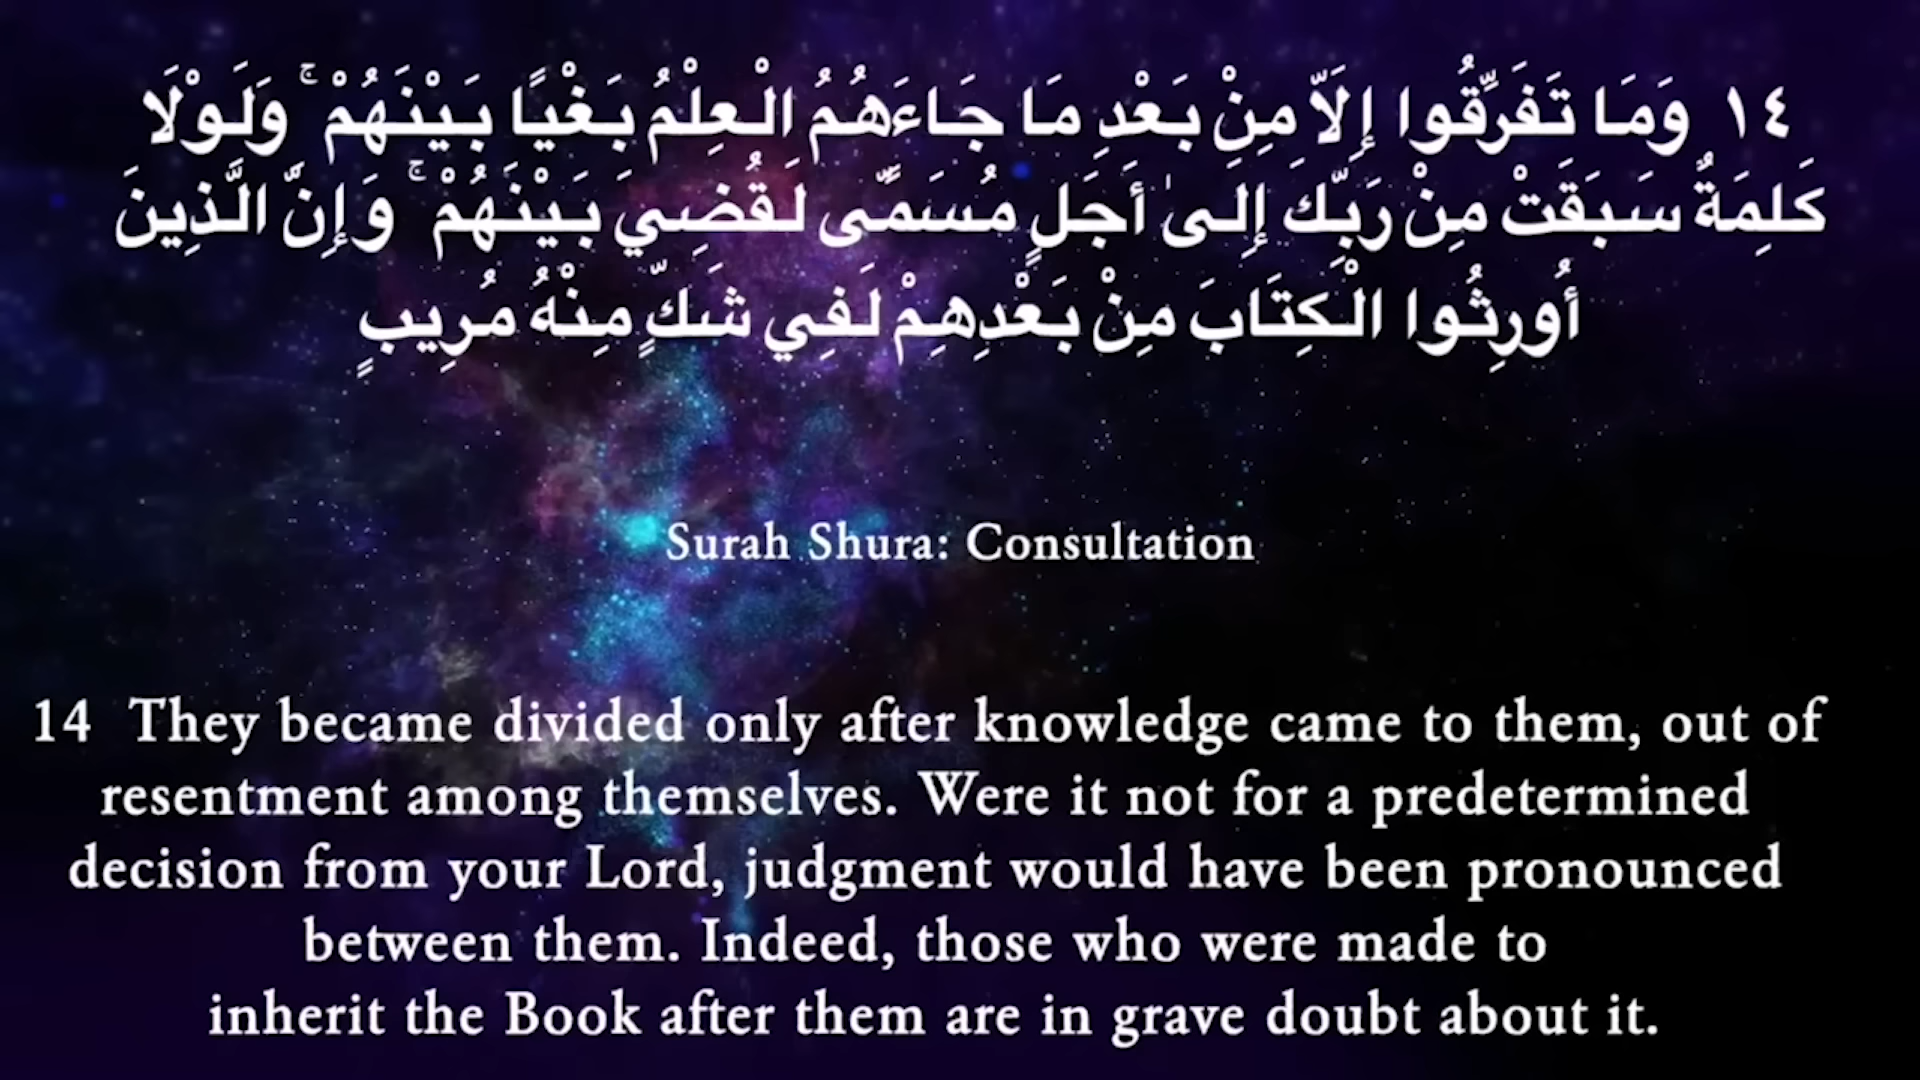 ١٤ وَمَا تَفَرَّقُوا إِلَّا مِنْ بَعْدِ مَا جَاءَهُمُ الْعِلْمُ بَغْيًا بَيْنَهُمْ ۚ وَلَوْلَا
كَلِمَةٌ سَبَقَتْ مِنْ رَبِّكَ إِلَىٰ أَجَلٍ مُسَمًّى لَقُضِيَ بَيْنَهُمْ ۚ وَإِنَّ الَّذِينَ
أُورِثُوا الْكِتَابَ مِنْ بَعْدِهِمْ لَفِي شَكٍّ مِنْهُ مُرِيبٍ
Surah Shura: Consultation
14 They became divided only after knowledge came to them, out of
resentment among themselves. Were it not for a predetermined
decision from your Lord, judgment would have been pronounced
between them. Indeed, those who were made to
inherit the Book after them are in grave doubt about it.